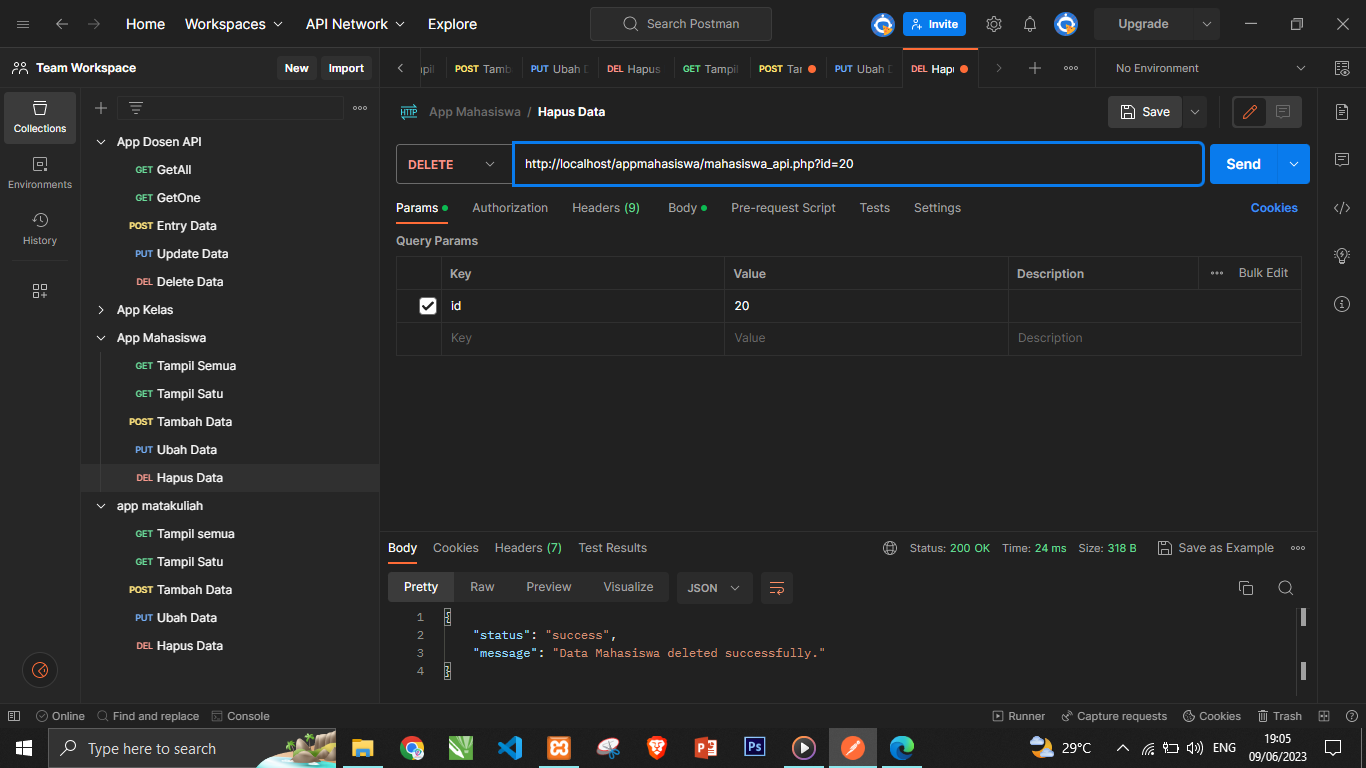 Home Workspaces API Network Explore Search Postman Invite Upgrade
Team Workspace New Import
POST Tamb PUT Ubah D DEL Hapus GET Tampil POST Tar PUT Ubah D DEL Hapu No Environment
Collections
Environments
History
App Dosen API
GET GetAll
GET GetOne
POST Entry Data
PUT Update Data
DEL Delete Data
App Kelas
App Mahasiswa
GET Tampil Semua
GET Tampil Satu
POST Tambah Data
PUT Ubah Data
DEL Hapus Data
app matakuliah
GET Tampil semua
GET Tampil Satu
POST Tambah Data
PUT Ubah Data
DEL Hapus Data
HTTP App Mahasiswa / Hapus Data Save
DELETE http://localhost/appmahasiswa/mahasiswa_api.php?id=20 Send
Params Authorization Headers (9) Body Pre-request Script Tests Settings Cookies
Query Params
Key Value Description Bulk Edit
id 20
Key Value Description
Body Cookies Headers (7) Test Results Status: 200 OK Time: 24 ms Size: 318 B Save as Example
Pretty Raw Preview Visualize JSON
1 {
2 "status": "success",
3 "message": "Data Mahasiswa deleted successfully."
4 }
Online Find and replace Console Runner Capture requests Cookies Trash
Type here to search 29°C ENG 19:05
09/06/2023